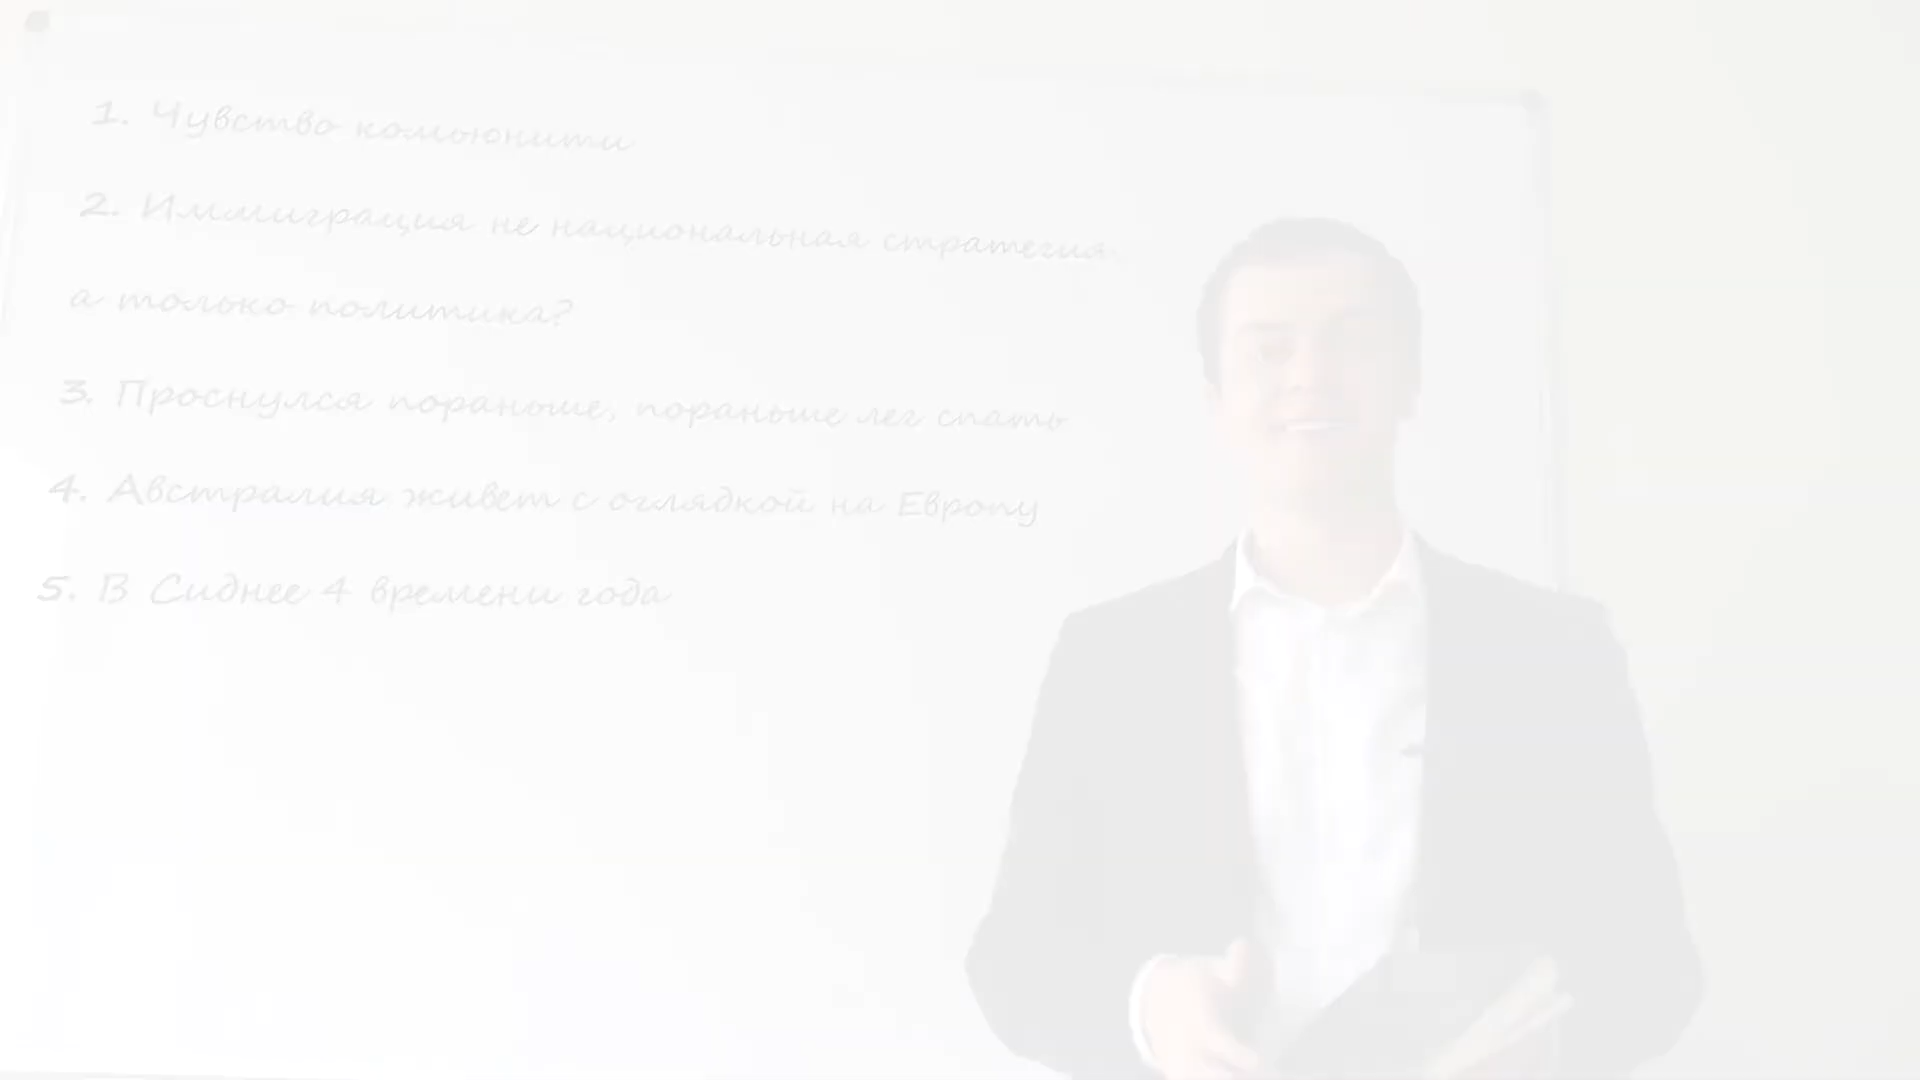 1. Чувство комьюнити
2. Иммиграция не национальная стратегия,
а только политика?
3. Проснулся пораньше, пораньше лег спать
4. Австралия живет с оглядкой на Европу
5. В Сиднее 4 времени года